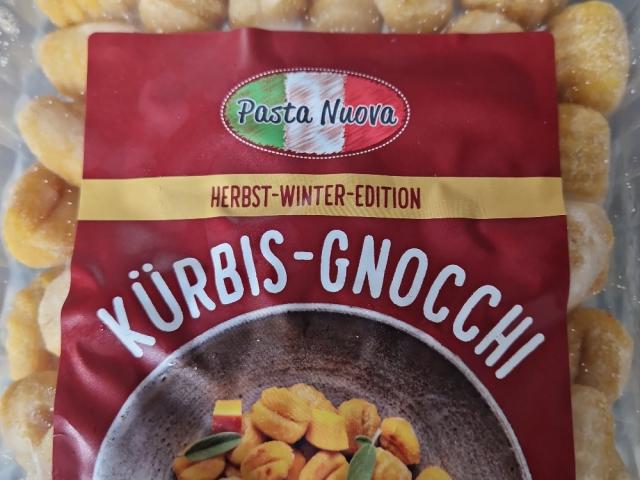 Pasta Nuova
HERBST-WINTER-EDITION
KÜRBIS-GNOCCHI